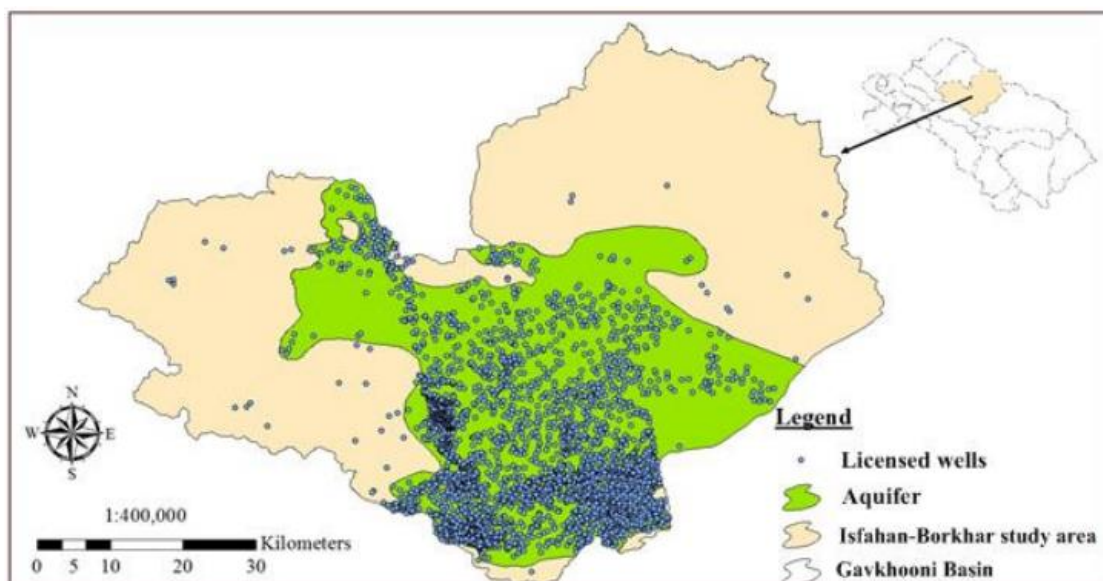 N
W E
S
1:400,000
Kilometers
0 5 10 20 30
Legend
Licensed wells
Aquifer
Isfahan-Borkhar study area
Gavkhooni Basin